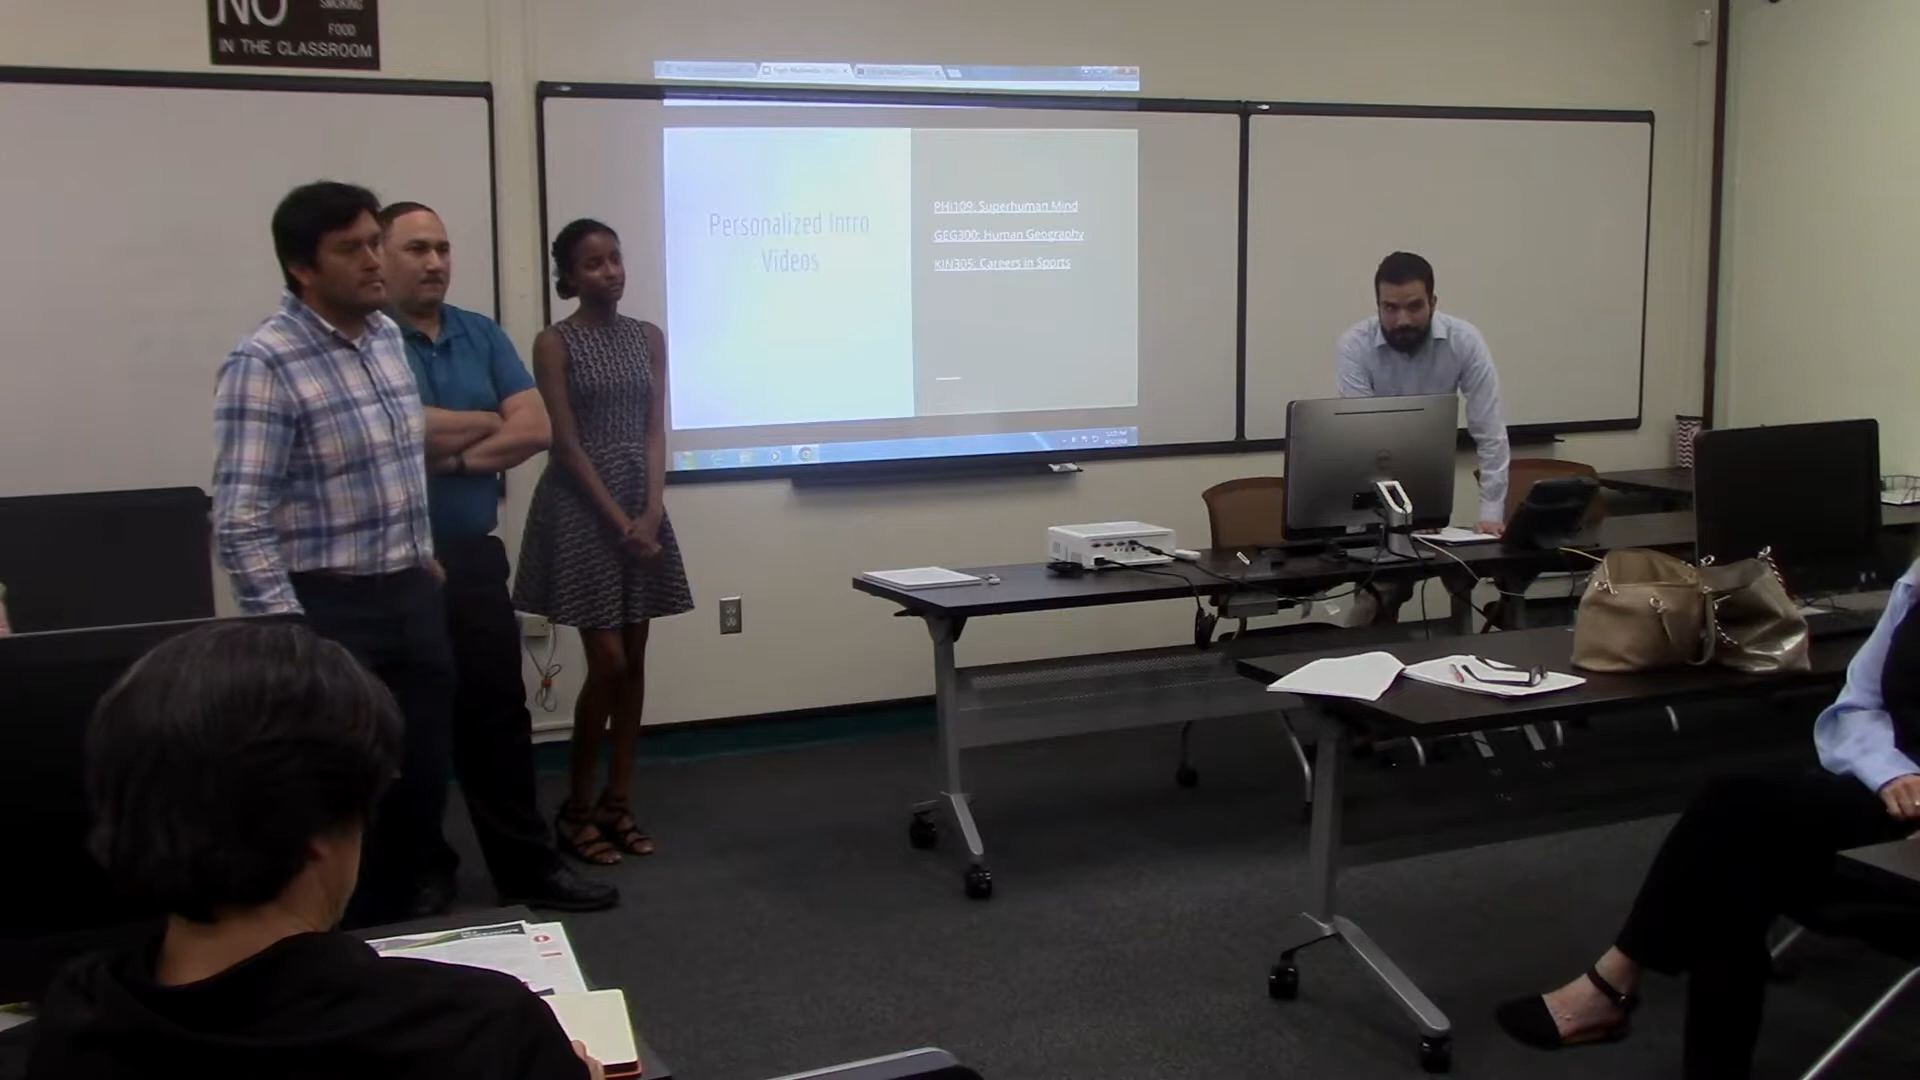 NO
SMOKING
FOOD
IN THE CLASSROOM
Personalized Intro
Videos
PHI109: Superhuman Mind
GEG300: Human Geography
KIN305: Careers in Sports